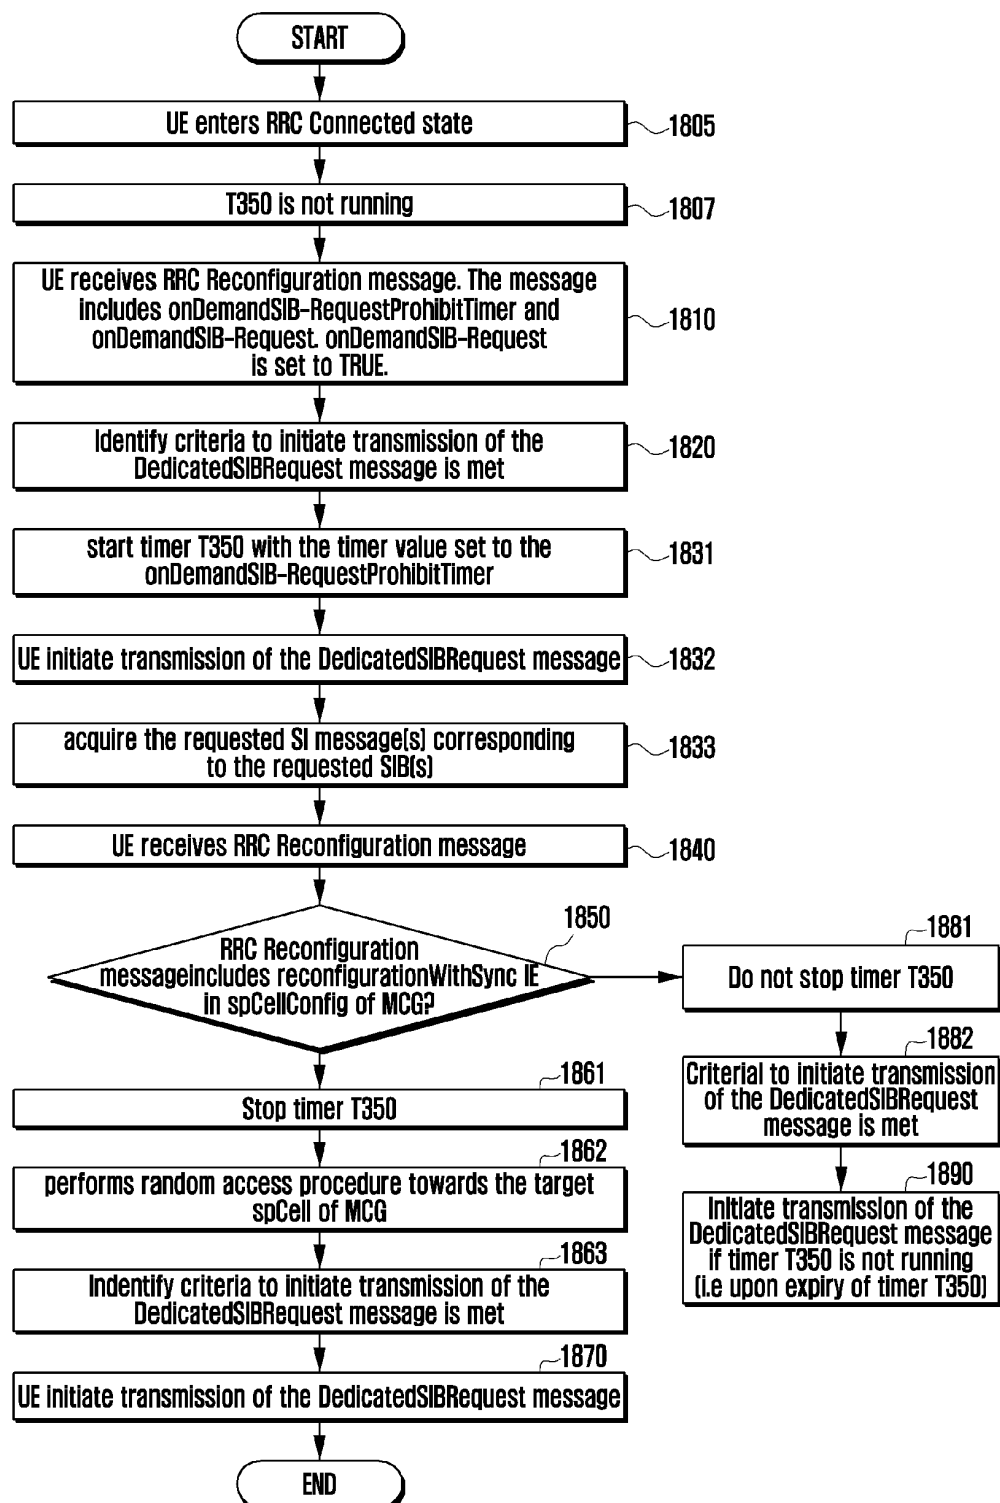 START
UE enters RRC Connected state
1805
T350 is not running
1807
UE receives RRC Reconfiguration message. The message
includes onDemandSIB-RequestProhibitTimer and
onDemandSIB-Request. onDemandSIB-Request
is set to TRUE.
1810
Identify criteria to initiate transmission of the
DedicatedSIBRequest message is met
1820
start timer T350 with the timer value set to the
onDemandSIB-RequestProhibitTimer
1831
UE initiate transmission of the DedicatedSIBRequest message
1832
acquire the requested SI message(s) corresponding
to the requested SIB(s)
1833
UE receives RRC Reconfiguration message
1840
1850
RRC Reconfiguration
messageincludes reconfigurationWithSync IE
in spCellConfig of MCG?
1881
Do not stop timer T350
1882
Criterial to initiate transmission
of the DedicatedSIBRequest
message is met
1890
Initiate transmission of the
DedicatedSIBRequest message
if timer T350 is not running
(i.e upon expiry of timer T350)
1861
Stop timer T350
1862
performs random access procedure towards the target
spCell of MCG
1863
Indentify criteria to initiate transmission of the
DedicatedSIBRequest message is met
1870
UE initiate transmission of the DedicatedSIBRequest message
END